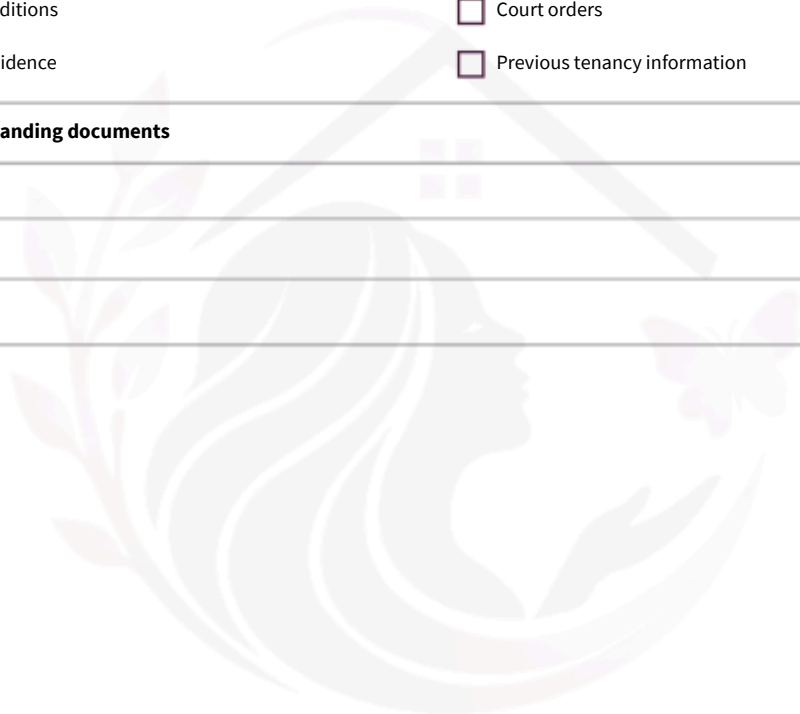 ditions
Court orders
idence
Previous tenancy information
anding documents